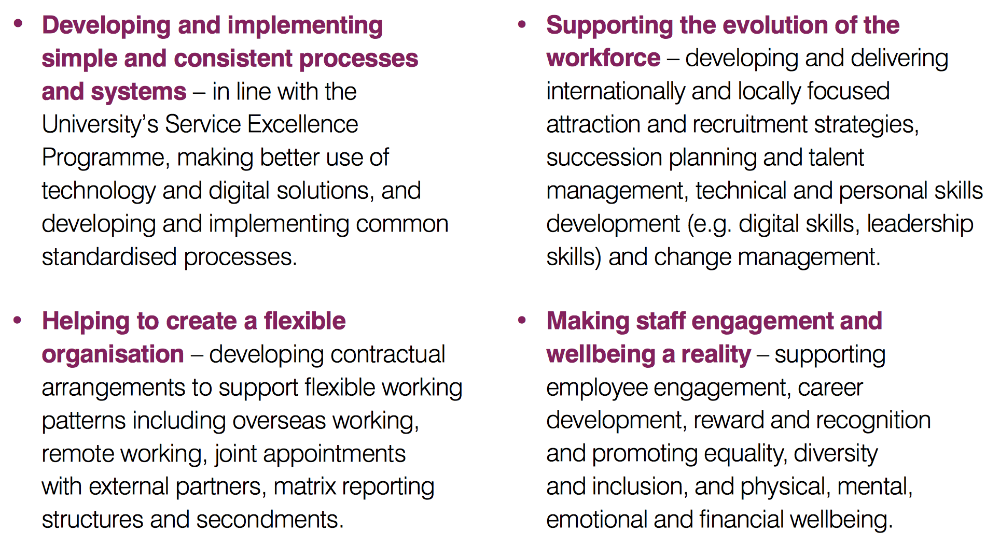 • Developing and implementing
simple and consistent processes
and systems – in line with the
University’s Service Excellence
Programme, making better use of
technology and digital solutions, and
developing and implementing common
standardised processes.
• Helping to create a flexible
organisation – developing contractual
arrangements to support flexible working
patterns including overseas working,
remote working, joint appointments
with external partners, matrix reporting
structures and secondments.
• Supporting the evolution of the
workforce – developing and delivering
internationally and locally focused
attraction and recruitment strategies,
succession planning and talent
management, technical and personal skills
development (e.g. digital skills, leadership
skills) and change management.
• Making staff engagement and
wellbeing a reality – supporting
employee engagement, career
development, reward and recognition
and promoting equality, diversity
and inclusion, and physical, mental,
emotional and financial wellbeing.